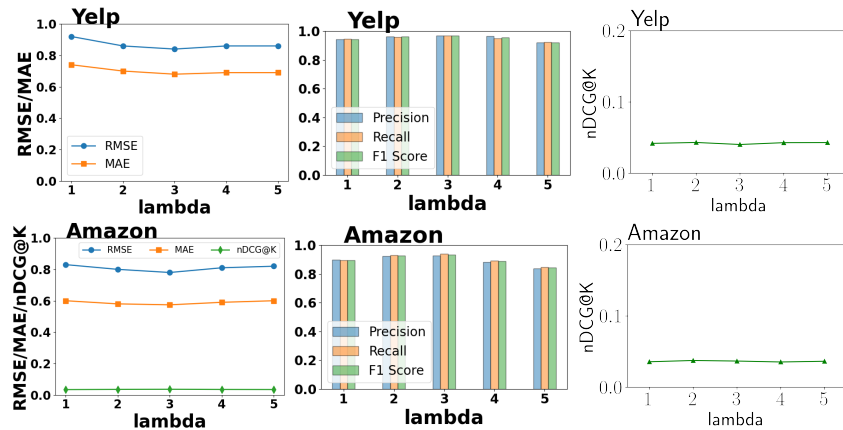 Yelp
RMSE/MAE
1.0
0.8
0.6
0.4
0.2
0.0
RMSE
MAE
1 2 3 4 5
lambda
Yelp
1.0
0.8
0.6
0.4
0.2
0.0
Precision
Recall
F1 Score
1 2 3 4 5
lambda
Yelp
nDCG@K
0.2
0.1
0.0
1 2 3 4 5
lambda
Amazon
RMSE/MAE/nDCG@K
1.0
0.8
0.6
0.4
0.2
0.0
RMSE MAE nDCG@K
1 2 3 4 5
lambda
Amazon
1.0
0.8
0.6
0.4
0.2
0.0
Precision
Recall
F1 Score
1 2 3 4 5
lambda
Amazon
nDCG@K
0.2
0.1
0.0
1 2 3 4 5
lambda